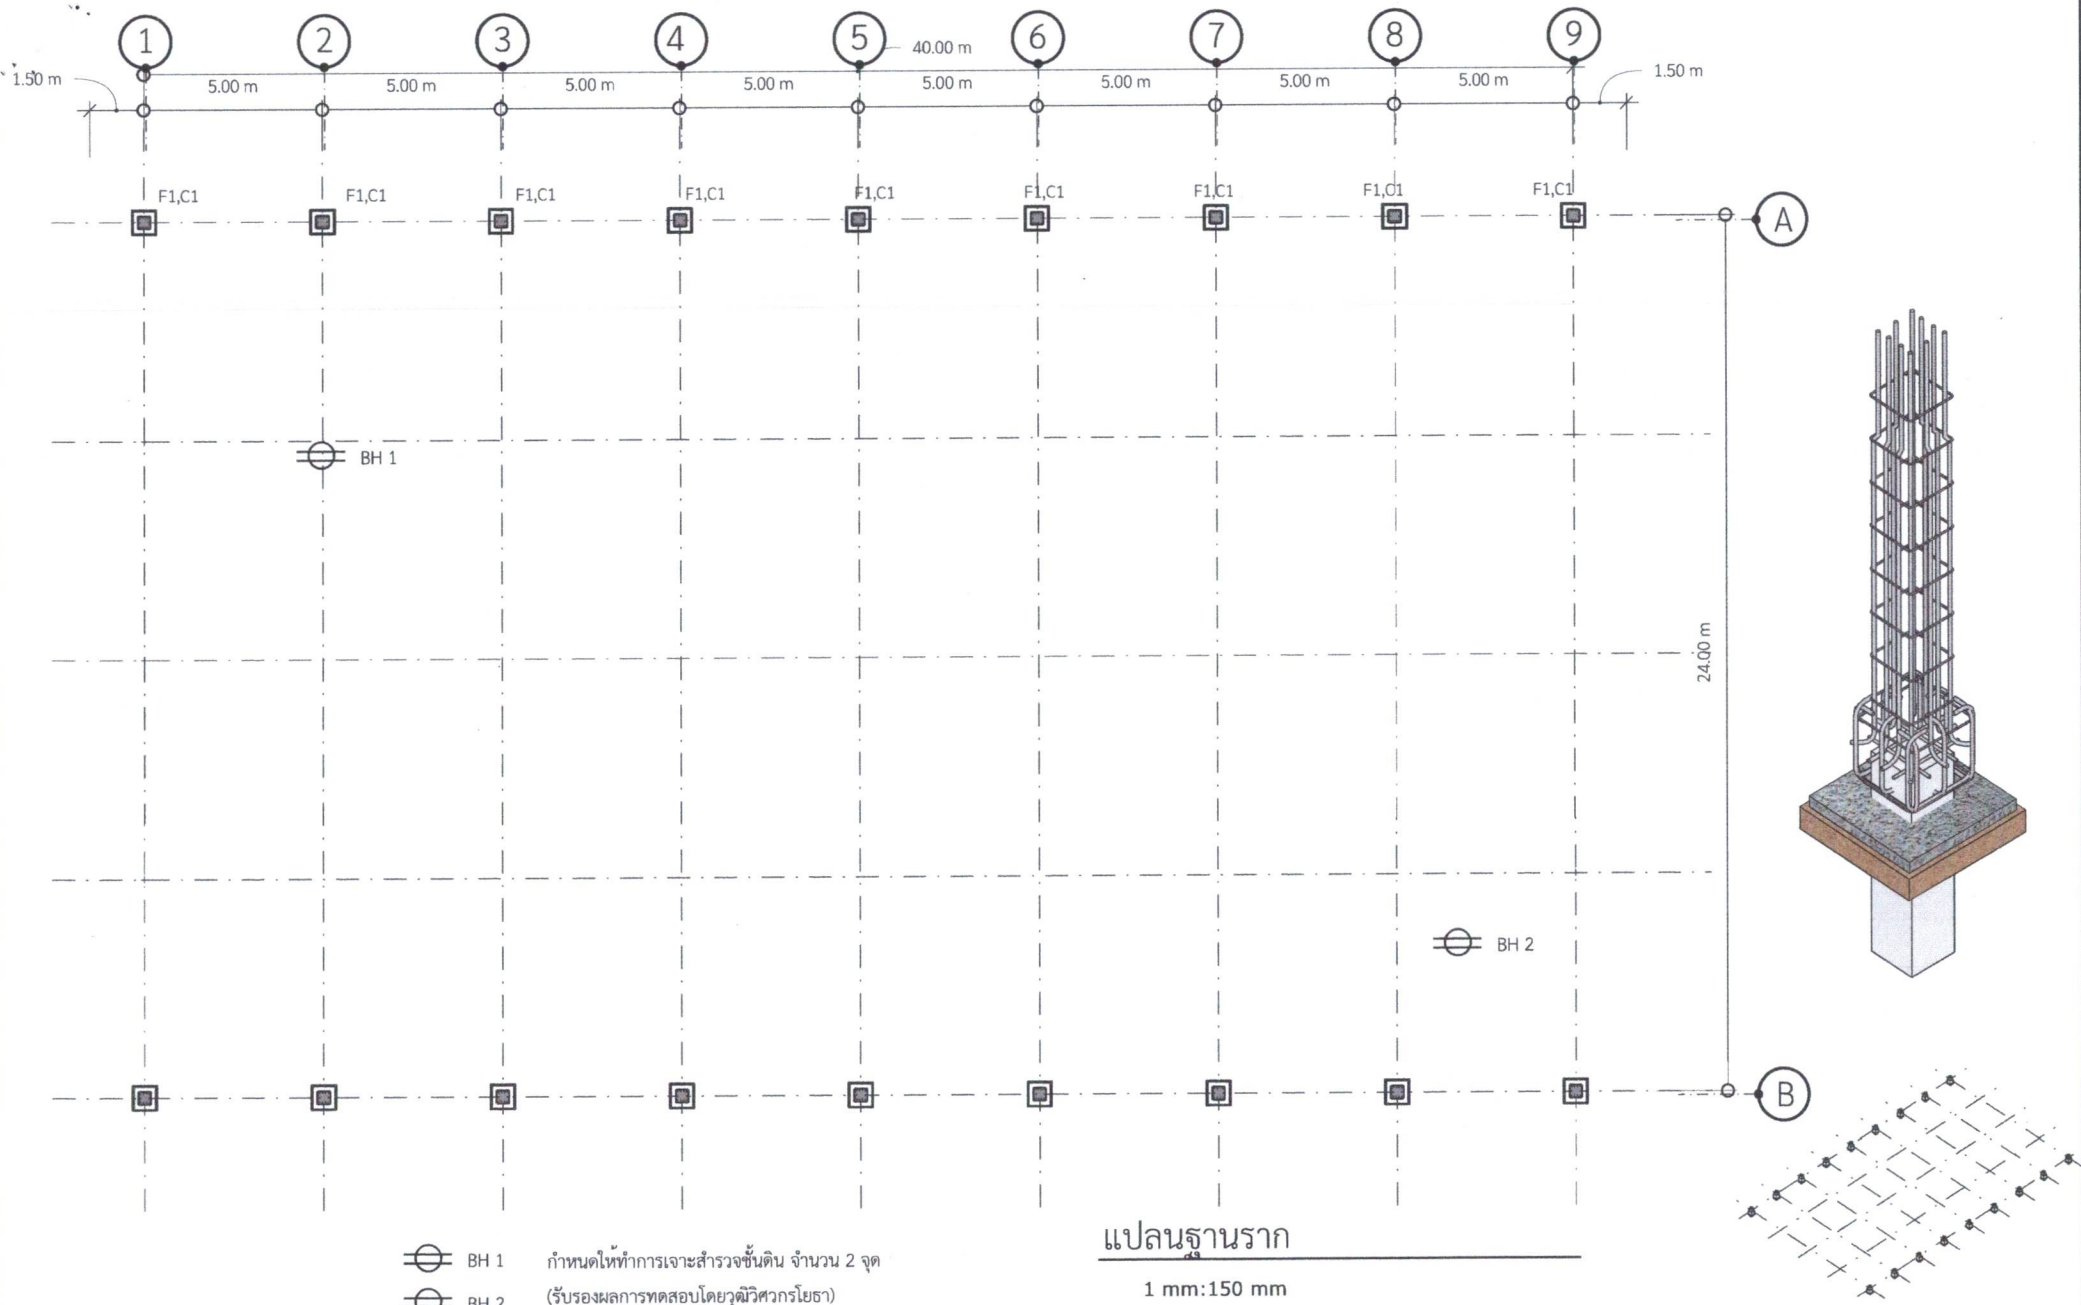 1 2 3 4 5 6 7 8 9
40.00 m
1.50 m 5.00 m 5.00 m 5.00 m 5.00 m 5.00 m 5.00 m 5.00 m 5.00 m 1.50 m
F1,C1 F1,C1 F1,C1 F1,C1 F1,C1 F1,C1 F1,C1 F1,C1 F1,C1
A
BH 1
24.00 m
BH 2
B
แปลนฐานราก
1 mm:150 mm
BH 1 กำหนดให้ทำการเจาะสำรวจชั้นดิน จำนวน 2 จุด
BH 2 (รับรองผลการทดสอบโดยวุฒิวิศวกรโยธา)